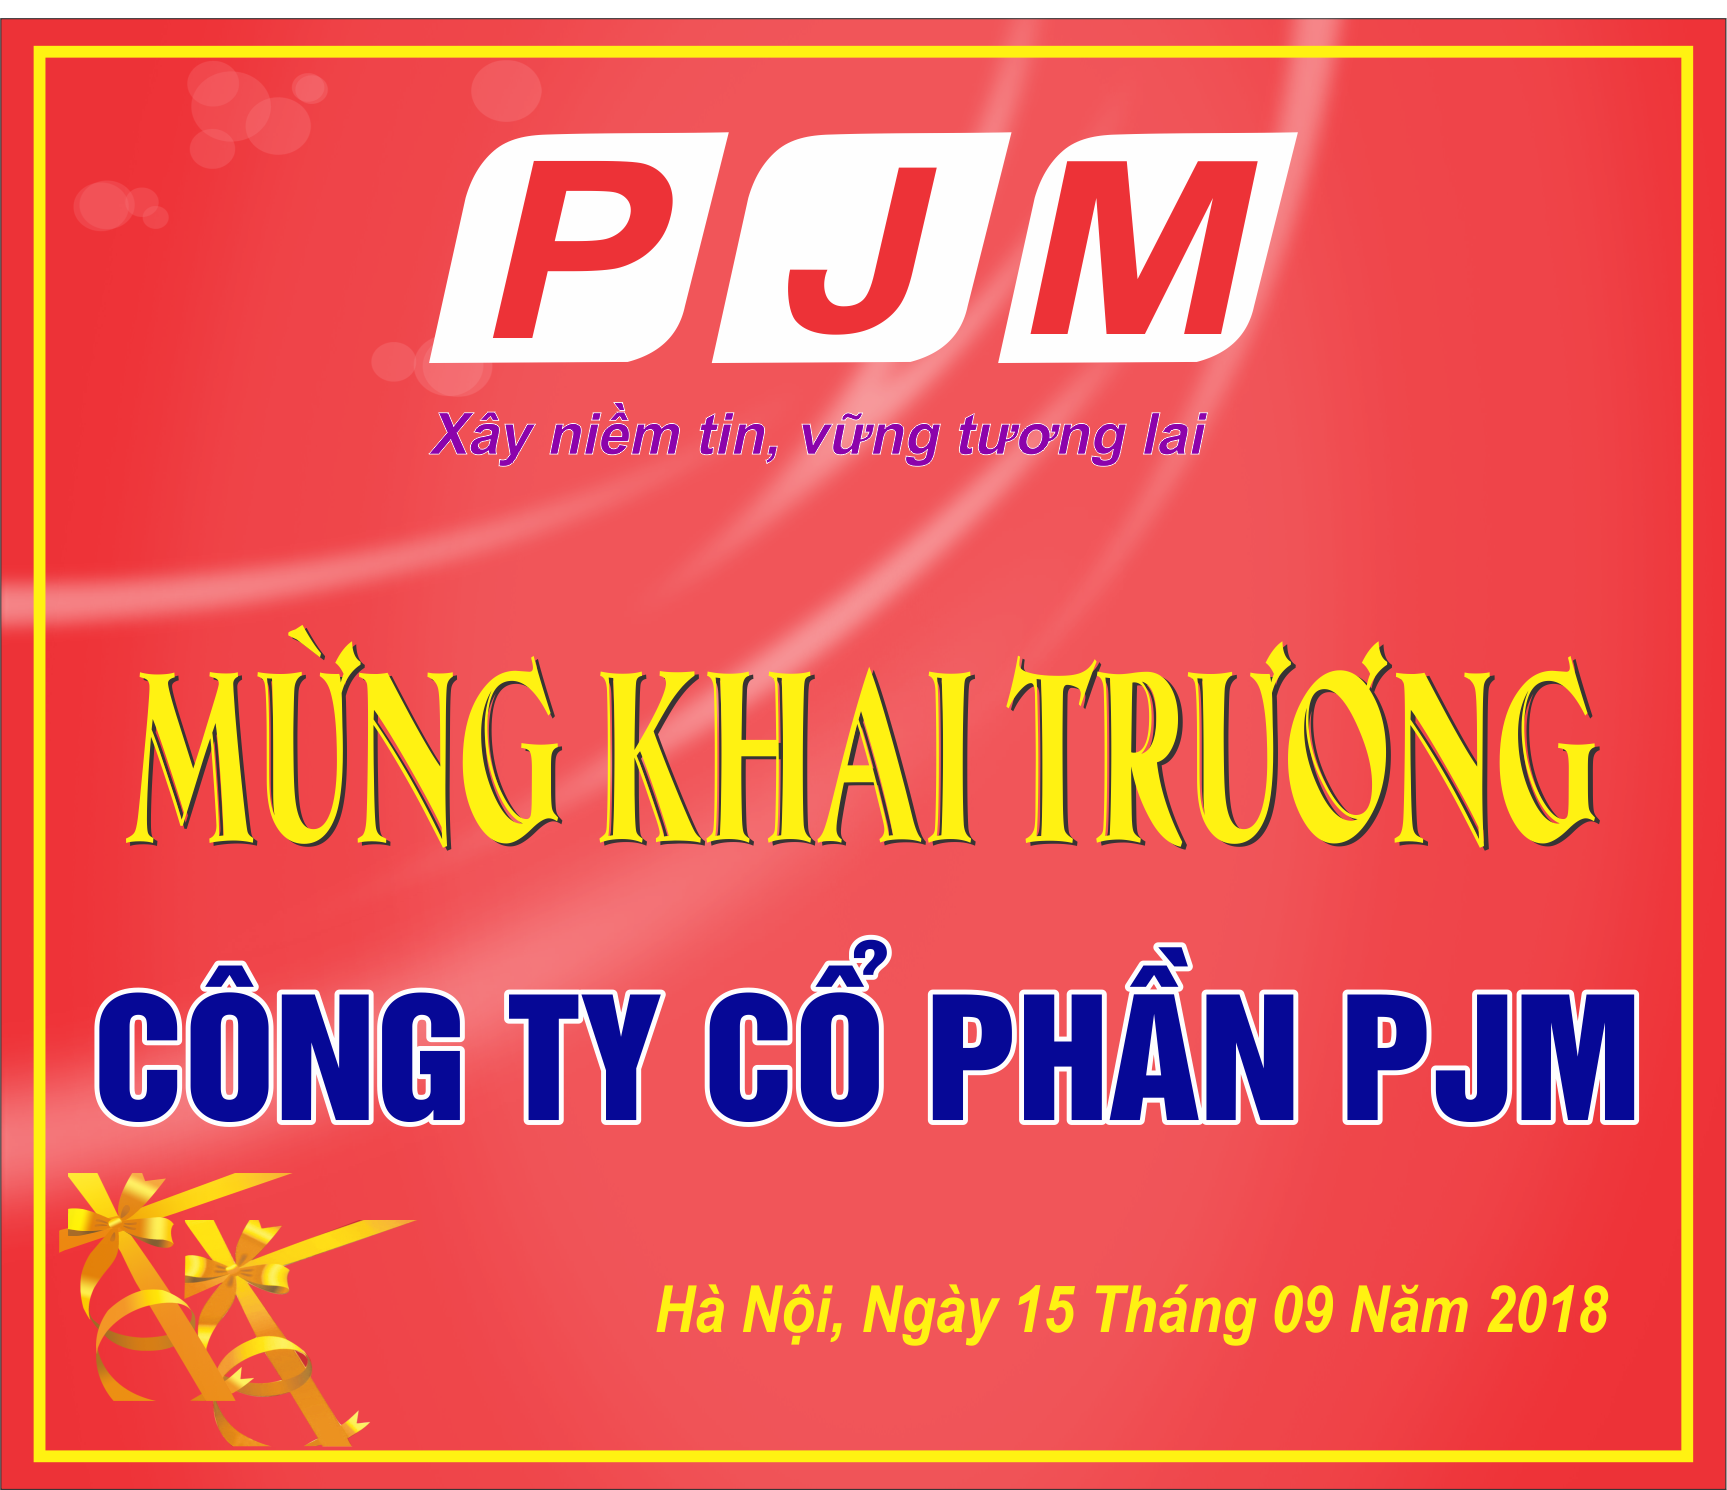 PJM
Xây niềm tin, vững tương lai
MỪNG KHAI TRƯƠNG
CÔNG TY CỔ PHẦN PJM
Hà Nội, Ngày 15 Tháng 09 Năm 2018